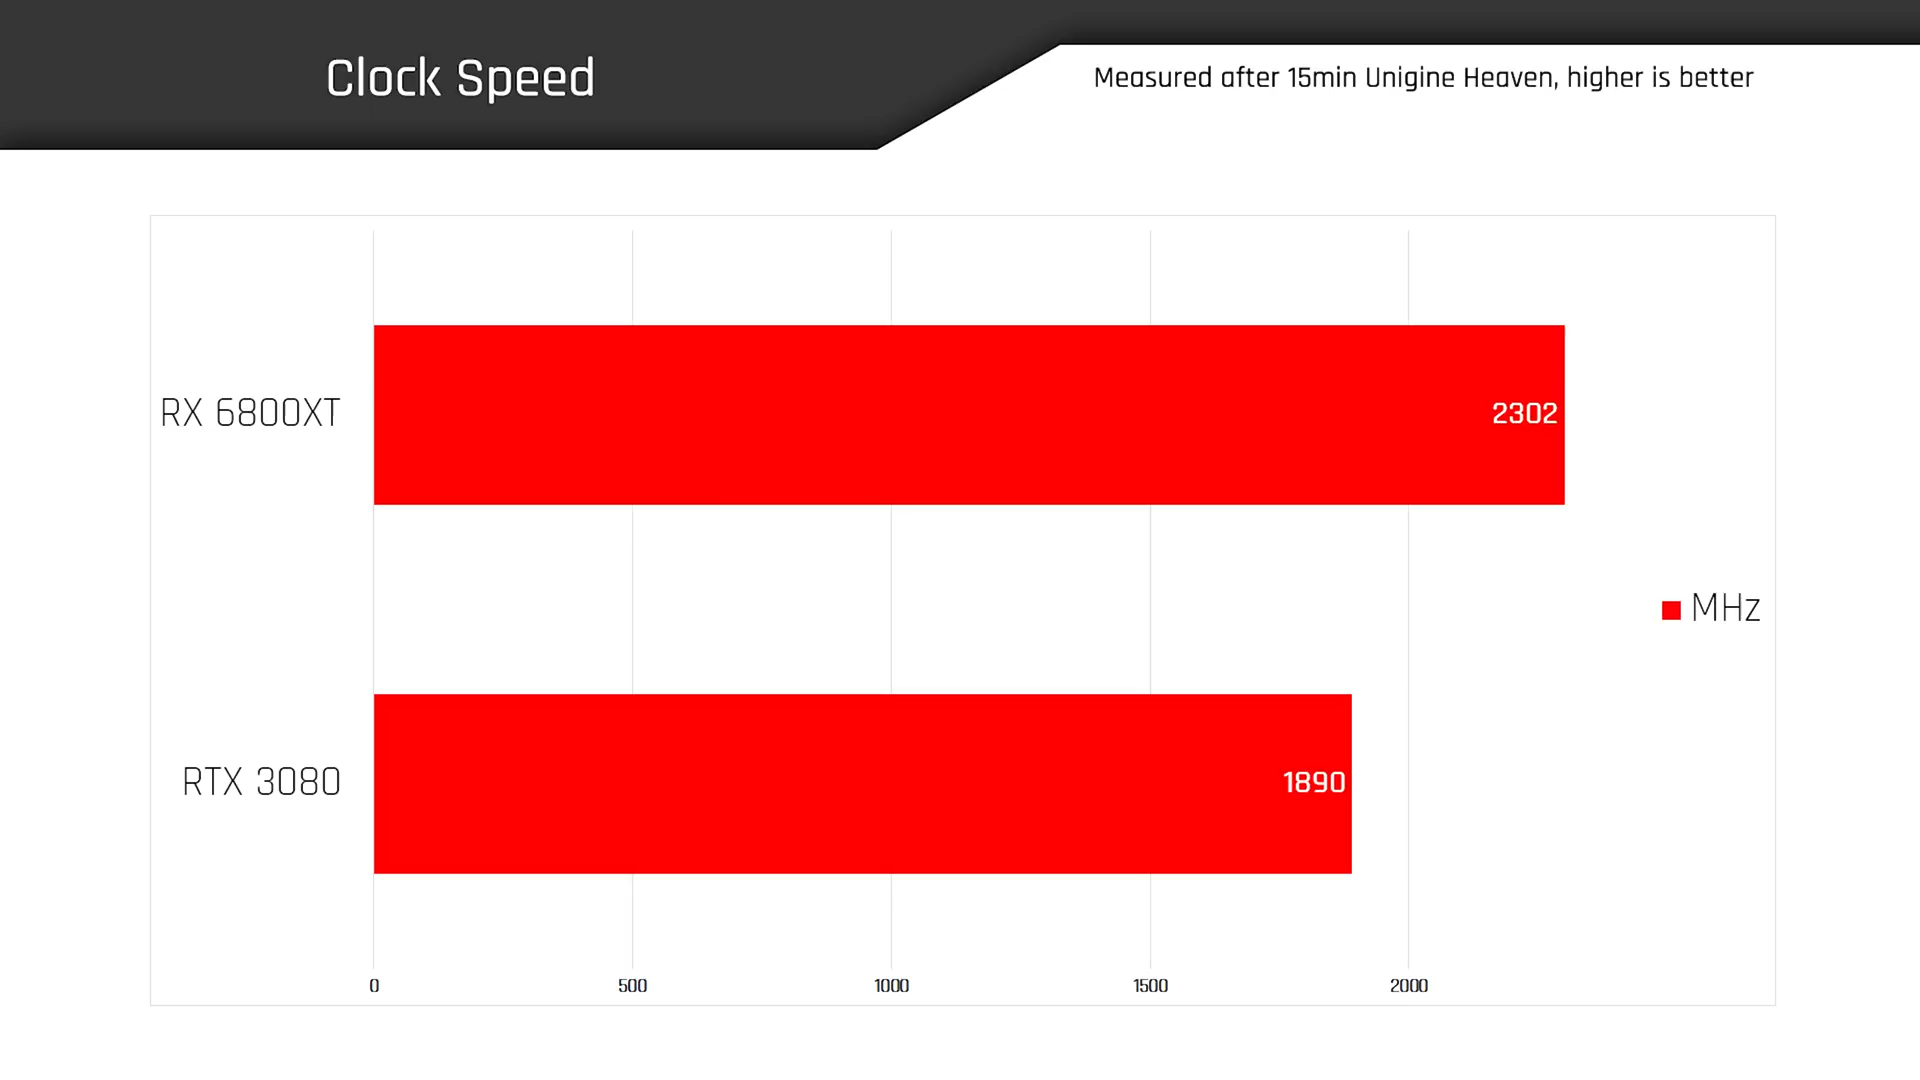 Clock Speed
Measured after 15min Unigine Heaven, higher is better
RX 6800XT
2302
MHz
RTX 3080
1890
0 500 1000 1500 2000